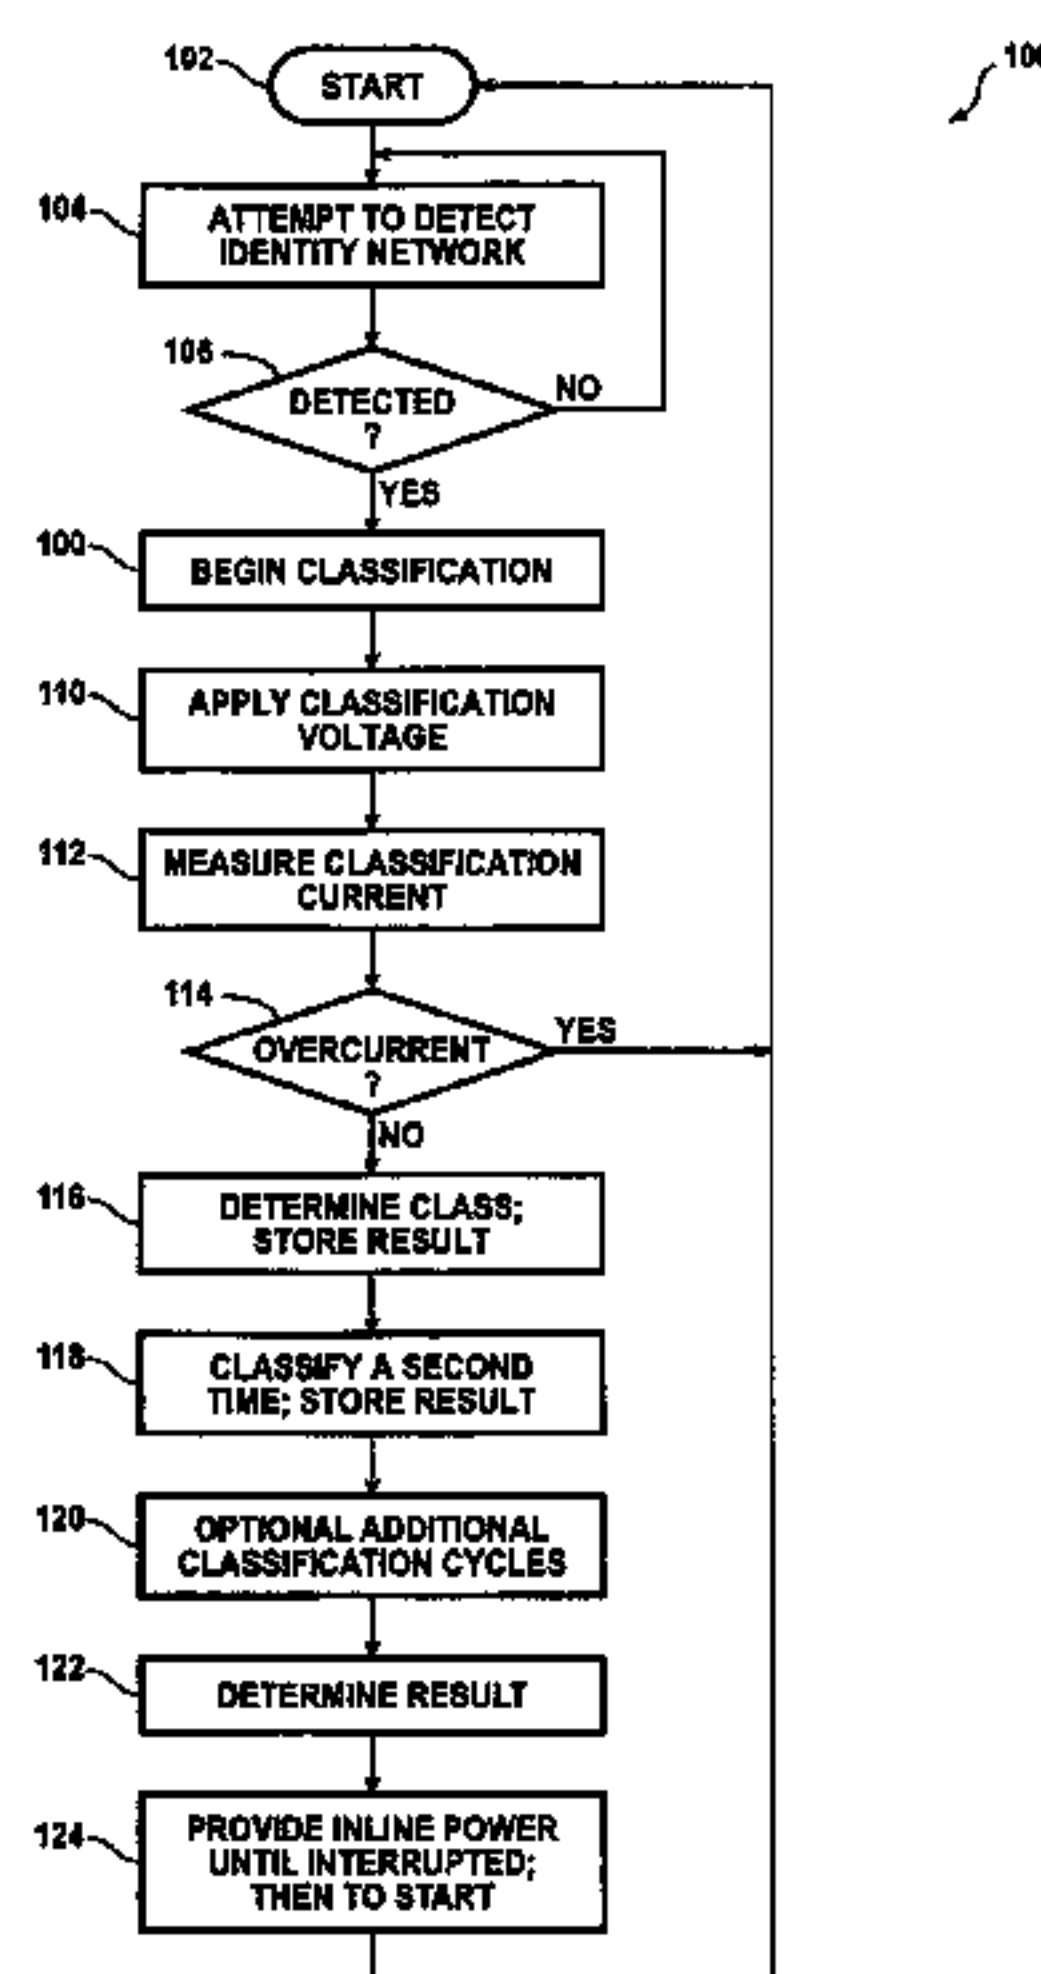 102
START
104
ATTEMPT TO DETECT
IDENTITY NETWORK
106
DETECTED
?
NO
YES
100
BEGIN CLASSIFICATION
110
APPLY CLASSIFICATION
VOLTAGE
112
MEASURE CLASSIFICATION
CURRENT
114
OVERCURRENT
?
YES
NO
116
DETERMINE CLASS;
STORE RESULT
118
CLASSIFY A SECOND
TIME; STORE RESULT
120
OPTIONAL ADDITIONAL
CLASSIFICATION CYCLES
122
DETERMINE RESULT
124
PROVIDE INLINE POWER
UNTIL INTERRUPTED;
THEN TO START